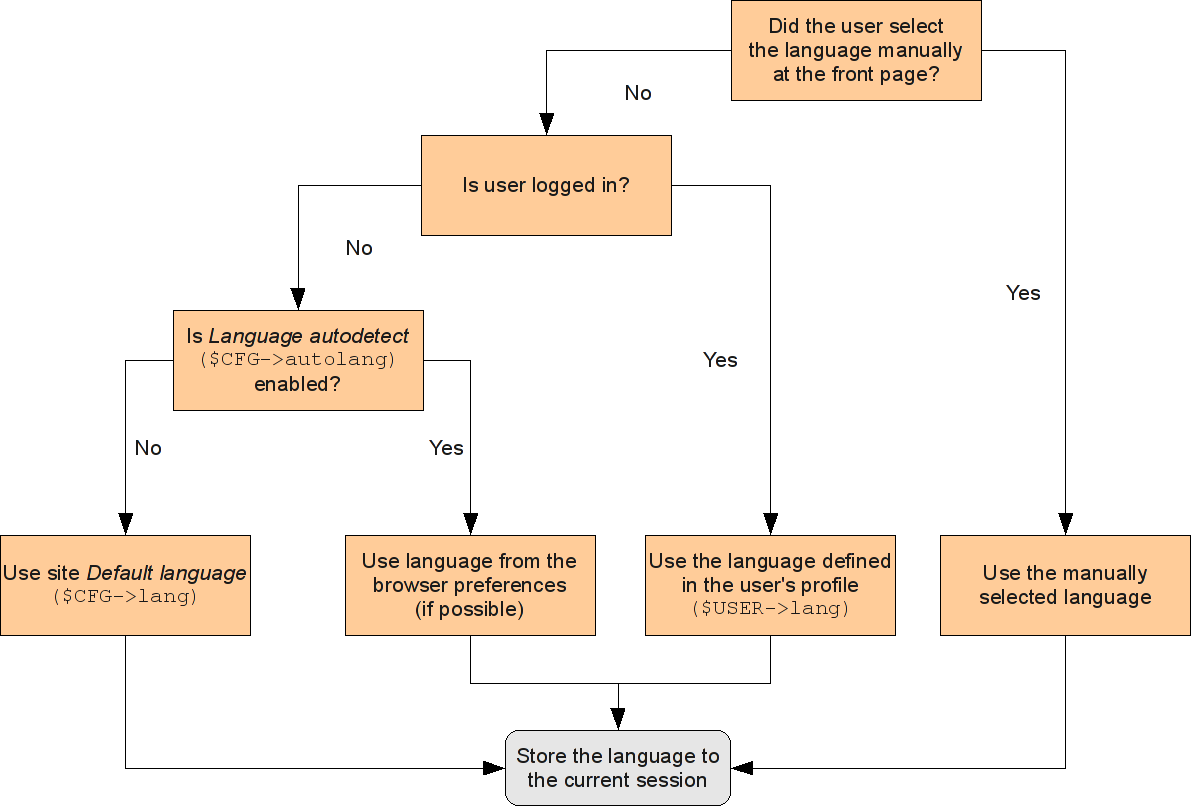 Did the user select
the language manually
at the front page?
No
Is user logged in?
No
Yes
Is Language autodetect
($CFG->autolang)
enabled?
Yes
No
Yes
Use site Default language
($CFG->lang)
Use language from the
browser preferences
(if possible)
Use the language defined
in the user's profile
($USER->lang)
Use the manually
selected language
Store the language to
the current session